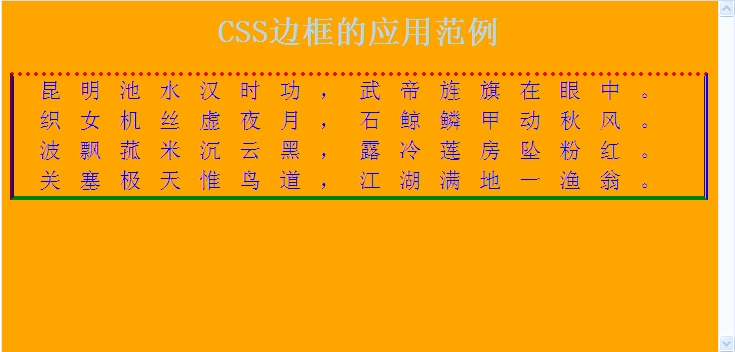 CSS边框的应用范例
昆明池水汉时功，武帝旌旗在眼中。
织女机丝虚夜月，石鲸鳞甲动秋风。
波飘菰米沉云黑，露冷莲房坠粉红。
关塞极天惟鸟道，江湖满地一渔翁。